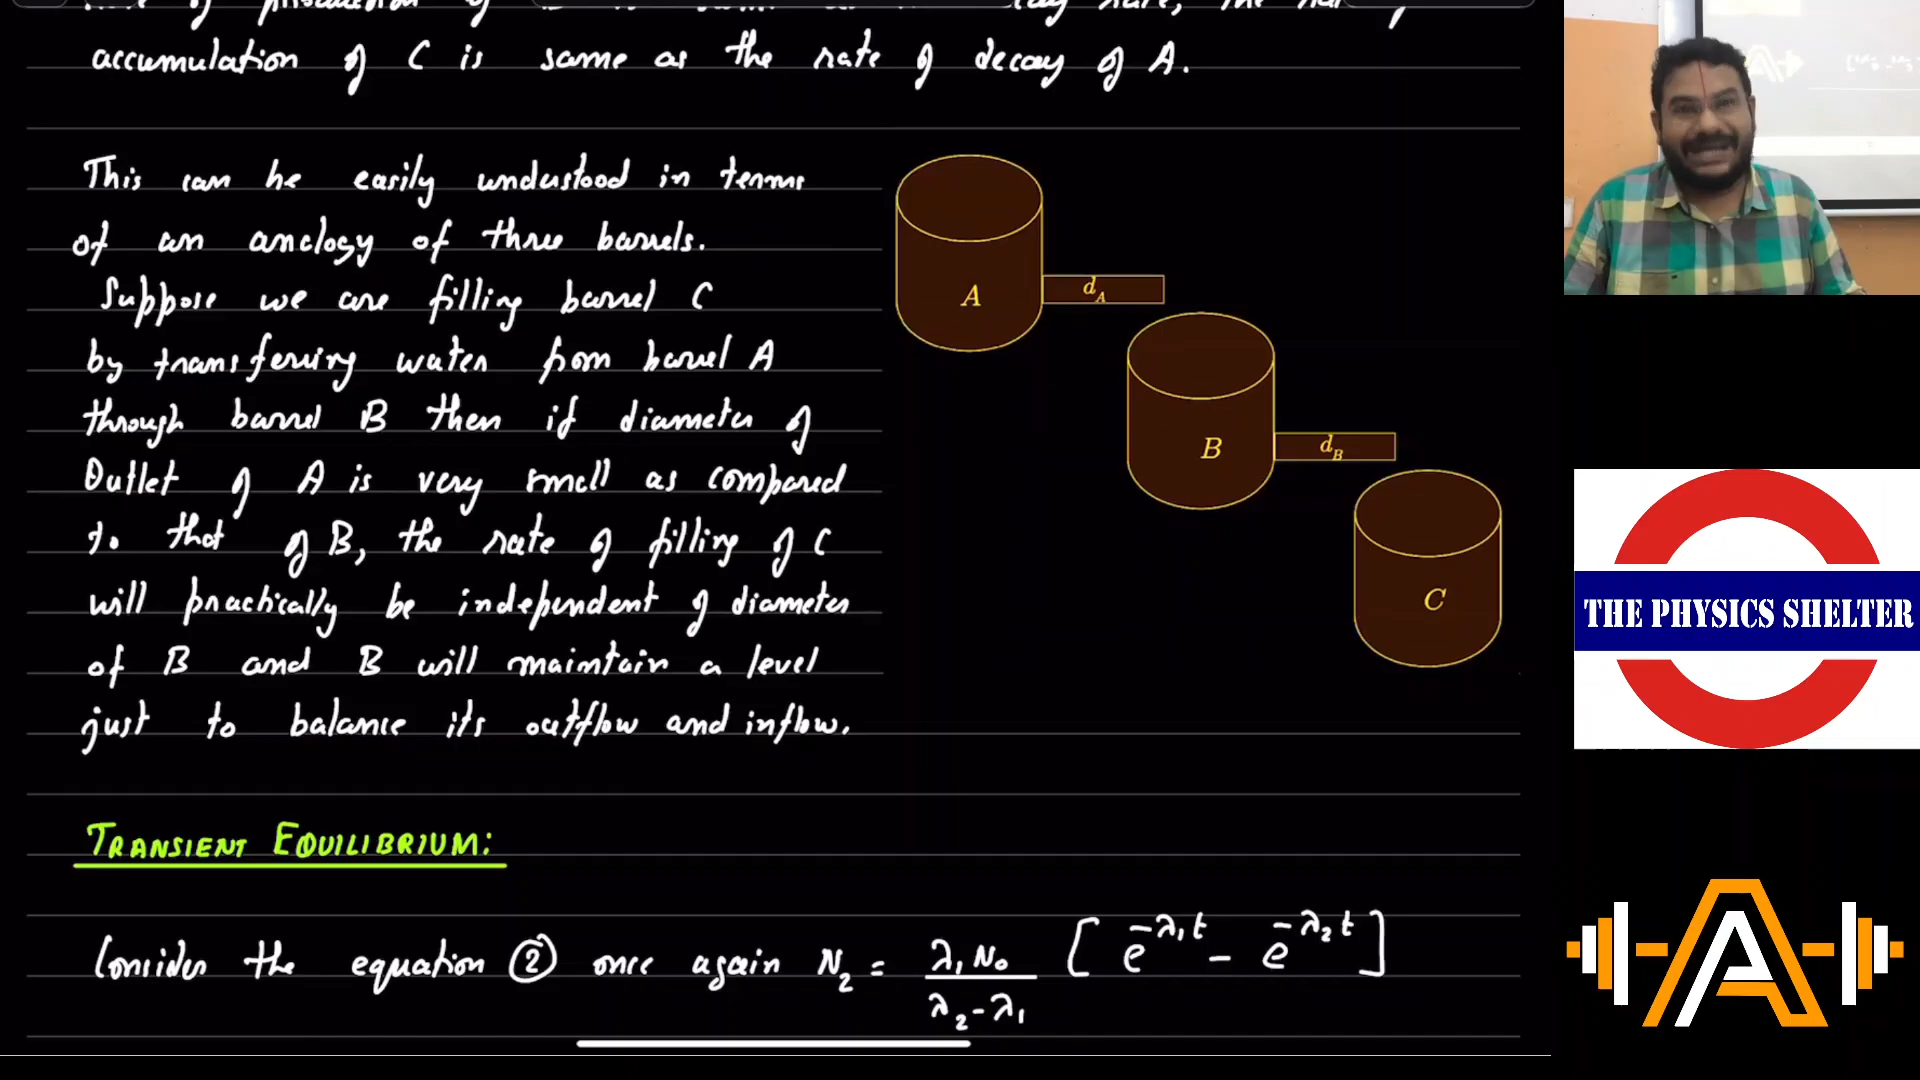 accumulation of C is same as the rate of decay of A.
This can be easily understood in terms
of an analogy of three barrels.
Suppose we are filling barrel C
by transferring water from barrel A
through barrel B then if diameter of
Outlet of A is very small as compared
to that of B, the rate of filling of C
will practically be independent of diameter
of B and B will maintain a level
just to balance its outflow and inflow.
A
d_A
B
d_B
C
THE PHYSICS SHELTER
TRANSIENT EQUILIBRIUM:
Consider the equation ② once again N₂ = λ₁N₀ / (λ₂-λ₁) [e^{-λ₁t} - e^{-λ₂t}]